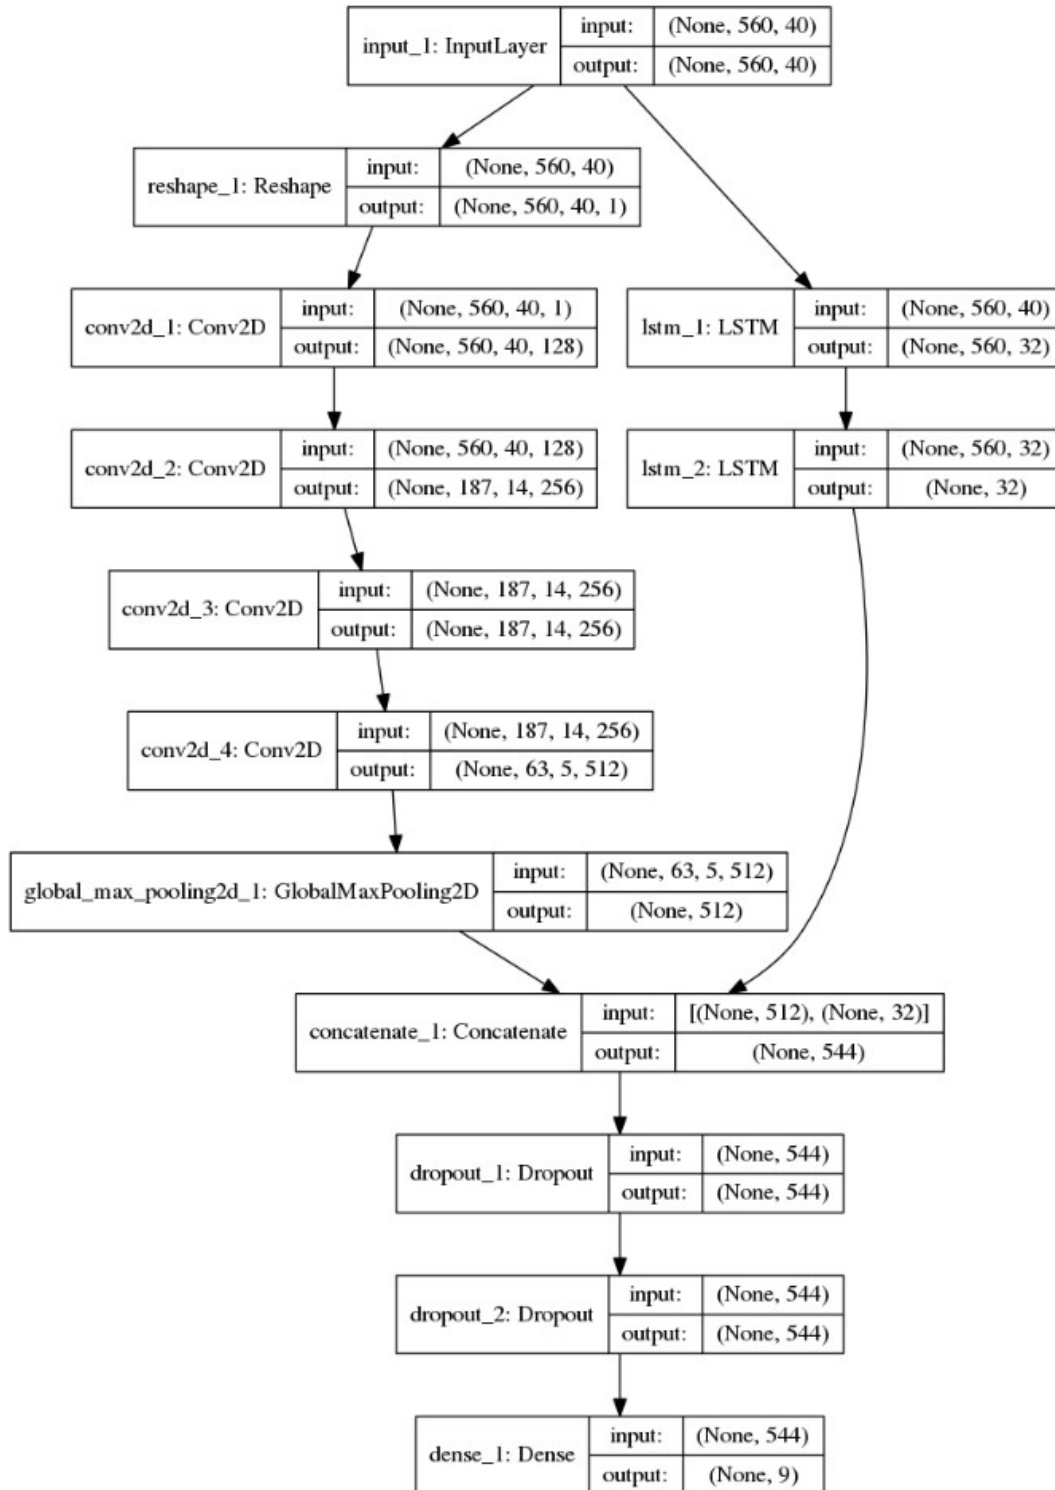 input_1: InputLayer
input: (None, 560, 40)
output: (None, 560, 40)
reshape_1: Reshape
input: (None, 560, 40)
output: (None, 560, 40, 1)
conv2d_1: Conv2D
input: (None, 560, 40, 1)
output: (None, 560, 40, 128)
lstm_1: LSTM
input: (None, 560, 40)
output: (None, 560, 32)
conv2d_2: Conv2D
input: (None, 560, 40, 128)
output: (None, 187, 14, 256)
lstm_2: LSTM
input: (None, 560, 32)
output: (None, 32)
conv2d_3: Conv2D
input: (None, 187, 14, 256)
output: (None, 187, 14, 256)
conv2d_4: Conv2D
input: (None, 187, 14, 256)
output: (None, 63, 5, 512)
global_max_pooling2d_1: GlobalMaxPooling2D
input: (None, 63, 5, 512)
output: (None, 512)
concatenate_1: Concatenate
input: [(None, 512), (None, 32)]
output: (None, 544)
dropout_1: Dropout
input: (None, 544)
output: (None, 544)
dropout_2: Dropout
input: (None, 544)
output: (None, 544)
dense_1: Dense
input: (None, 544)
output: (None, 9)